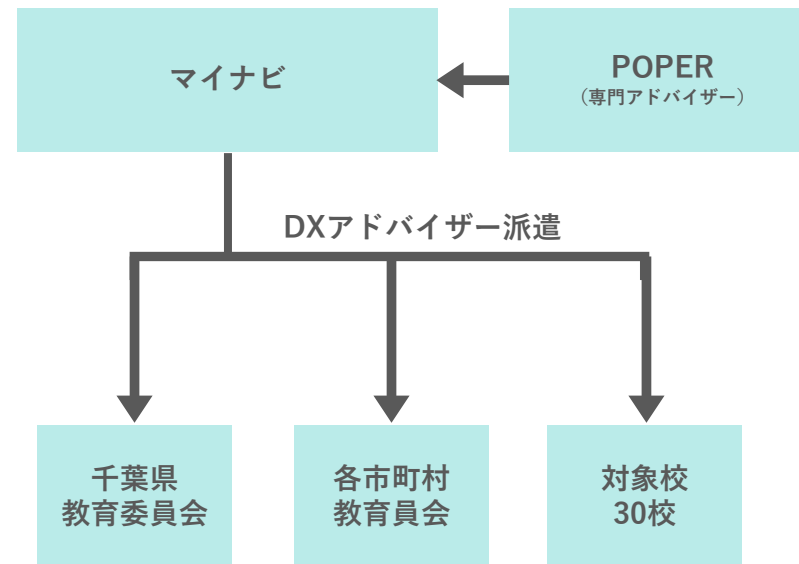 マイナビ
POPER
（専門アドバイザー）
DXアドバイザー派遣
千葉県
教育委員会
各市町村
教育員会
対象校
30校